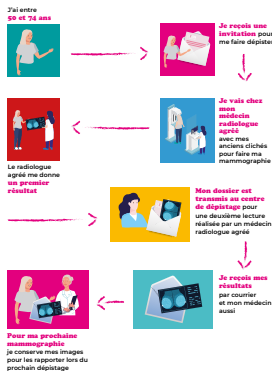 J'ai entre
50 et 74 ans
Je reçois une
invitation pour
me faire dépister
Je vais chez
mon
médecin
radiologue
agréé
avec mes
anciens clichés
pour faire ma
mammographie
Le radiologue
agréé me donne
un premier
résultat
Mon dossier est
transmis au centre
de dépistage pour
une deuxième lecture
réalisée par un médecin
radiologue agréé
Je reçois mes
résultats
par courrier
et mon médecin
aussi
Pour ma prochaine
mammographie
je conserve mes images
pour les rapporter lors du
prochain dépistage